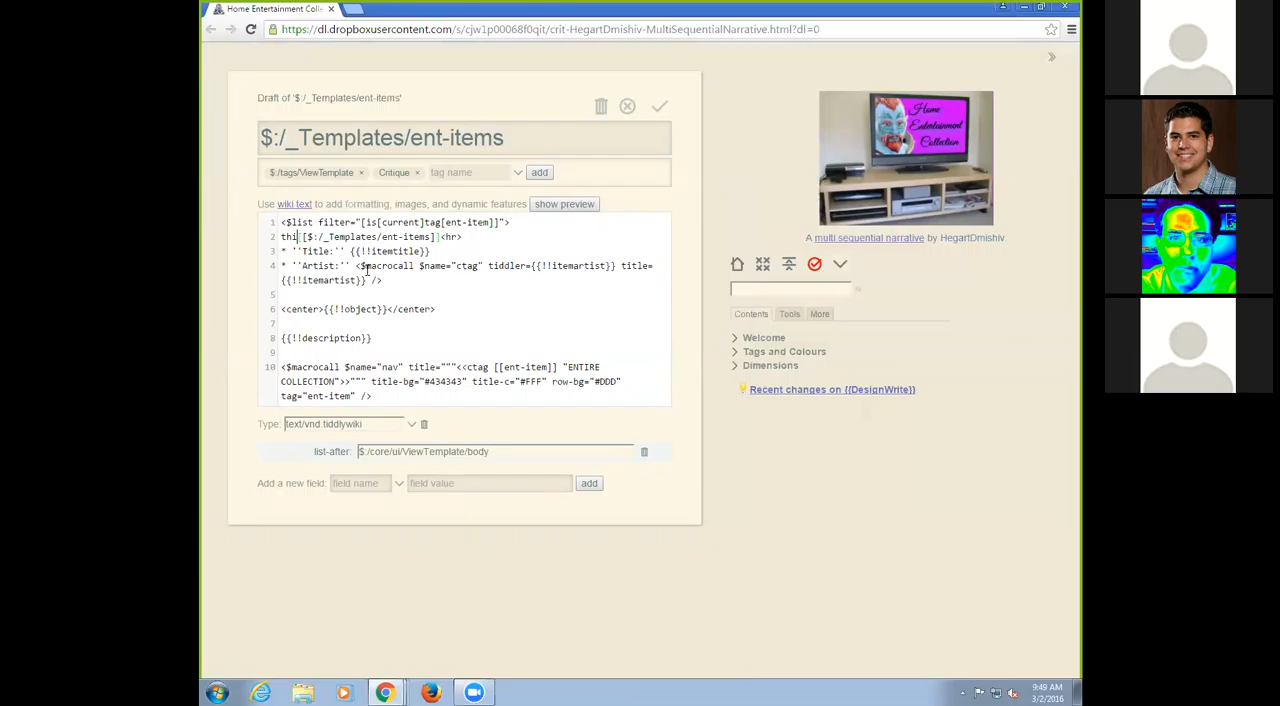 Home Entertainment Colle
https://dl.dropboxusercontent.com/s/cjw1p00068f0qit/crit-HegartDmishiv-MultiSequentialNarrative.html?dl=0
Draft of '$:/_Templates/ent-items'
$:/_Templates/ent-items
$:/tags/ViewTemplate × Critique × tag name add
Use wiki text to add formatting, images, and dynamic features show preview
1 <$list filter="[is[current]tag[ent-item]]">
thi[[$:/_Templates/ent-items]]<hr>
* ''Title:'' {{!!itemtitle}}
4 * ''Artist:'' <$macrocall $name="ctag" tiddler={{!!itemartist}} title=
{{!!itemartist}} />
5
6 <center>{{!!object}}</center>
7
8 {{!!description}}
9
10 <$macrocall $name="nav" title="""<<ctag [[ent-item]] "ENTIRE
COLLECTION">>""" title-bg="#434343" title-c="#FFF" row-bg="#DDD"
tag="ent-item" />
Type: text/vnd.tiddlywiki
list-after: $:/core/ui/ViewTemplate/body
Add a new field: field name field value add
Home
Entertainment
Collection
A multi sequential narrative by HegartDmishiv.
Contents Tools More
Welcome
Tags and Colours
Dimensions
Recent changes on {{DesignWrite}}
9:49 AM
3/2/2016